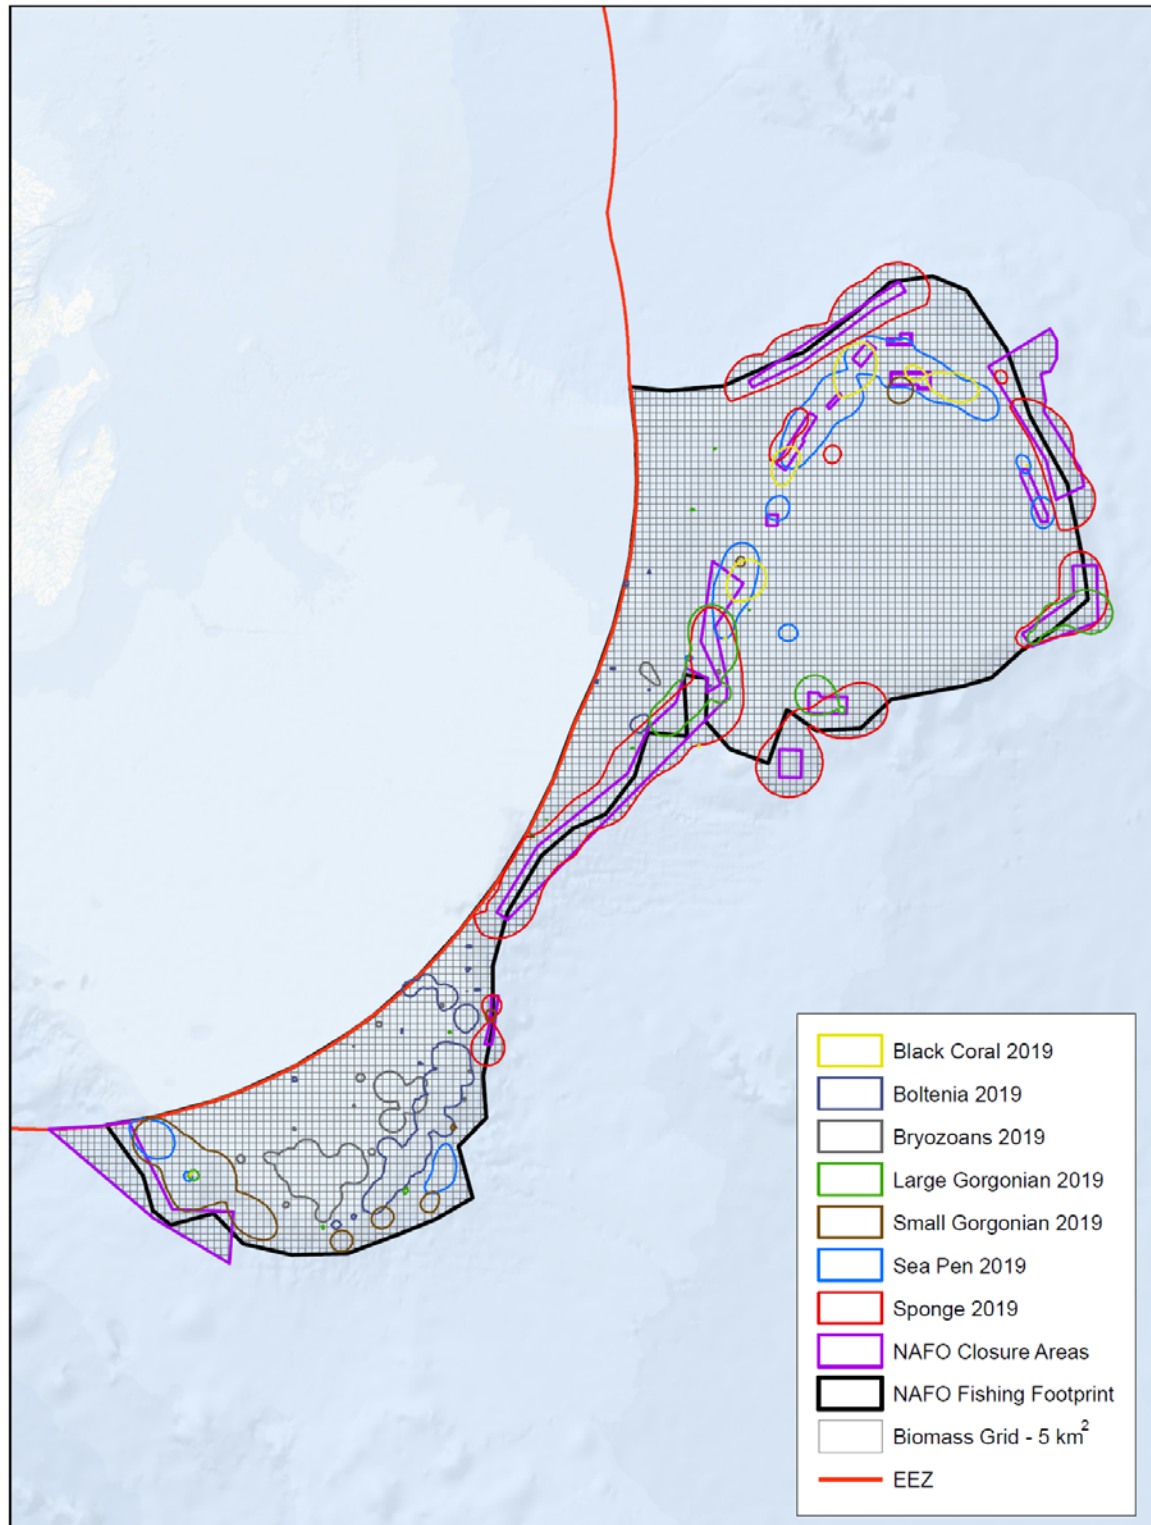 Black Coral 2019
Boltenia 2019
Bryozoans 2019
Large Gorgonian 2019
Small Gorgonian 2019
Sea Pen 2019
Sponge 2019
NAFO Closure Areas
NAFO Fishing Footprint
Biomass Grid - 5 km²
EEZ